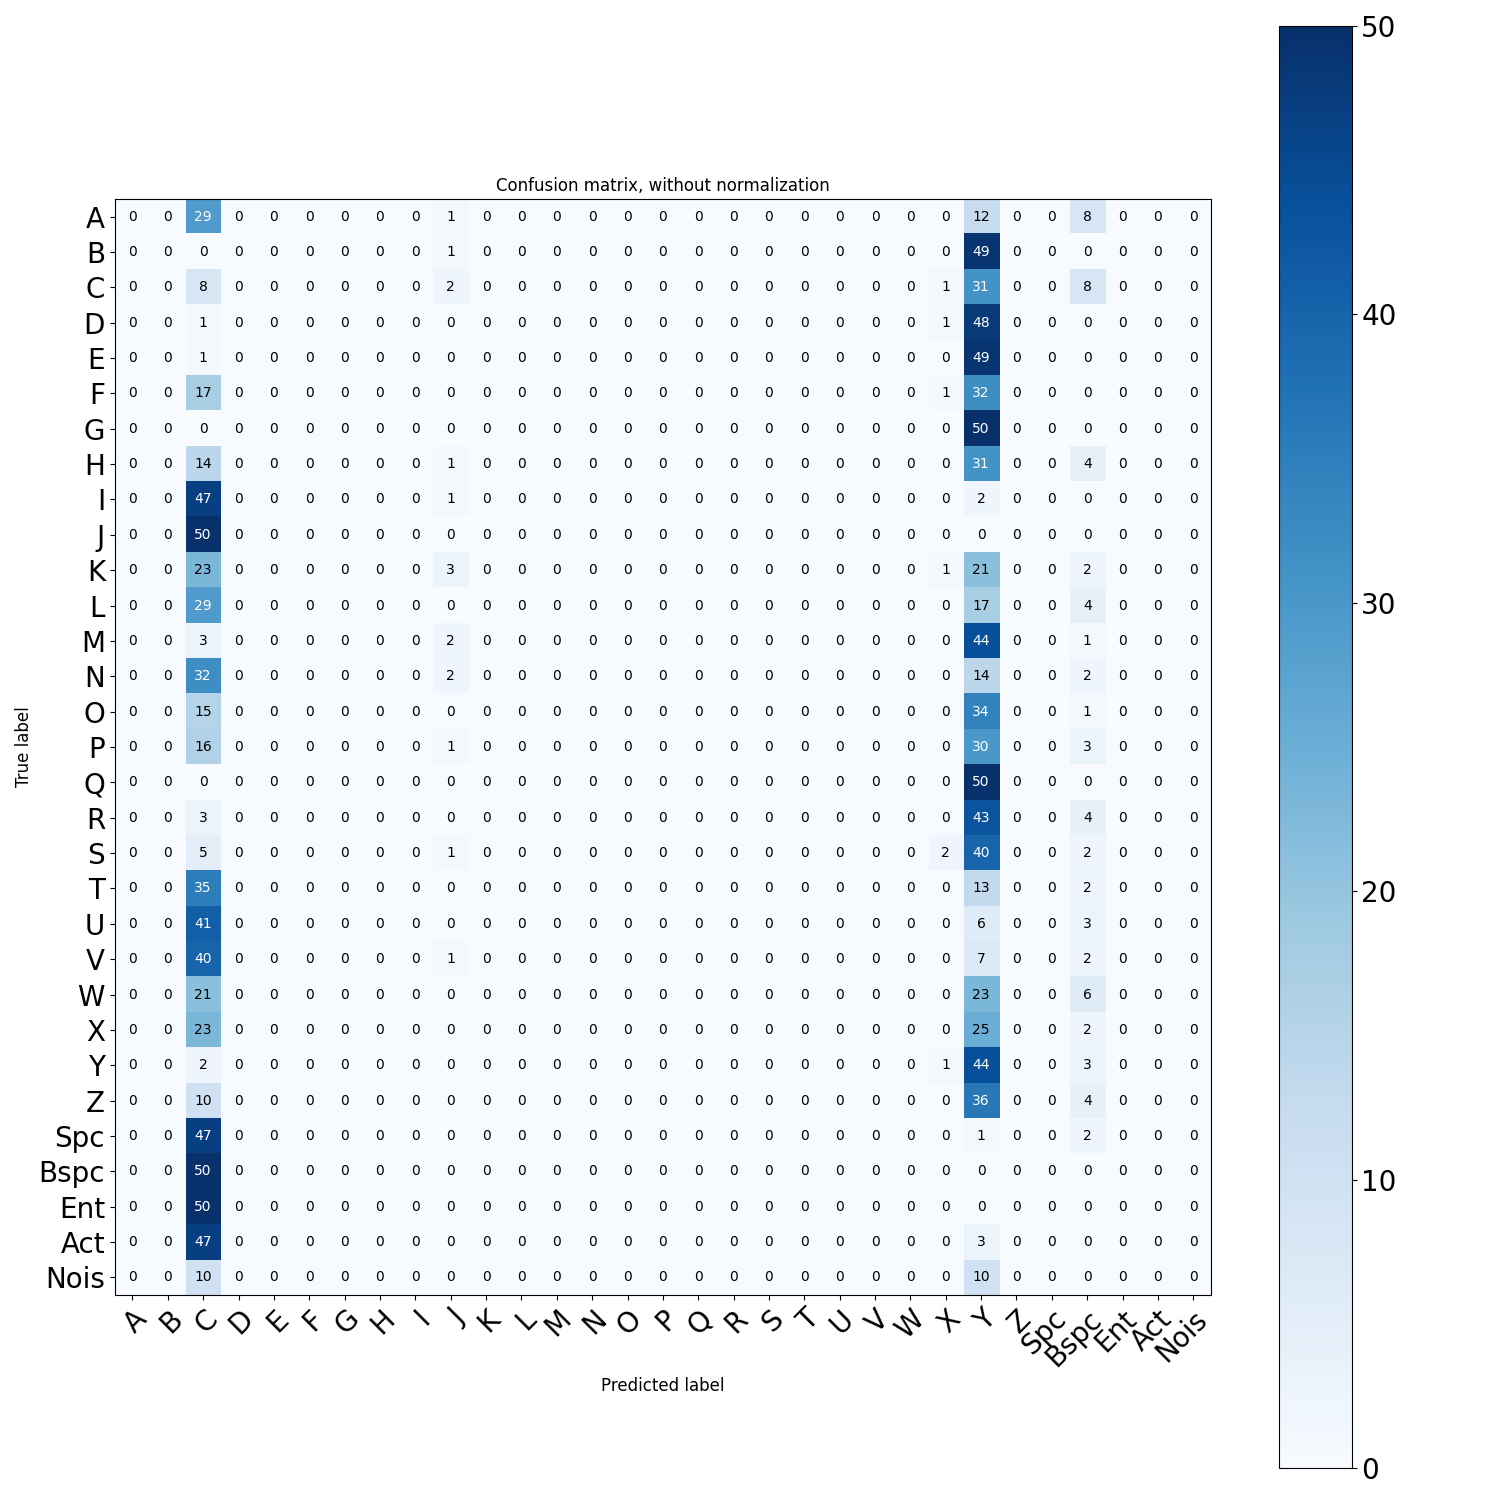 Confusion matrix, without normalization
A 0 0 29 0 0 0 0 0 0 1 0 0 0 0 0 0 0 0 0 0 0 0 0 0 12 0 0 8 0 0 0
B 0 0 0 0 0 0 0 0 0 1 0 0 0 0 0 0 0 0 0 0 0 0 0 0 49 0 0 0 0 0 0
C 0 0 8 0 0 0 0 0 0 2 0 0 0 0 0 0 0 0 0 0 0 0 0 1 31 0 0 8 0 0 0
D 0 0 1 0 0 0 0 0 0 0 0 0 0 0 0 0 0 0 0 0 0 0 0 1 48 0 0 0 0 0 0
E 0 0 1 0 0 0 0 0 0 0 0 0 0 0 0 0 0 0 0 0 0 0 0 0 49 0 0 0 0 0 0
F 0 0 17 0 0 0 0 0 0 0 0 0 0 0 0 0 0 0 0 0 0 0 0 1 32 0 0 0 0 0 0
G 0 0 0 0 0 0 0 0 0 0 0 0 0 0 0 0 0 0 0 0 0 0 0 0 50 0 0 0 0 0 0
H 0 0 14 0 0 0 0 0 0 1 0 0 0 0 0 0 0 0 0 0 0 0 0 0 31 0 0 4 0 0 0
I 0 0 47 0 0 0 0 0 0 1 0 0 0 0 0 0 0 0 0 0 0 0 0 0 2 0 0 0 0 0 0
J 0 0 50 0 0 0 0 0 0 0 0 0 0 0 0 0 0 0 0 0 0 0 0 0 0 0 0 0 0 0 0
K 0 0 23 0 0 0 0 0 0 3 0 0 0 0 0 0 0 0 0 0 0 0 0 1 21 0 0 2 0 0 0
L 0 0 29 0 0 0 0 0 0 0 0 0 0 0 0 0 0 0 0 0 0 0 0 0 17 0 0 4 0 0 0
M 0 0 3 0 0 0 0 0 0 2 0 0 0 0 0 0 0 0 0 0 0 0 0 0 44 0 0 1 0 0 0
N 0 0 32 0 0 0 0 0 0 2 0 0 0 0 0 0 0 0 0 0 0 0 0 0 14 0 0 2 0 0 0
O 0 0 15 0 0 0 0 0 0 0 0 0 0 0 0 0 0 0 0 0 0 0 0 0 34 0 0 1 0 0 0
P 0 0 16 0 0 0 0 0 0 1 0 0 0 0 0 0 0 0 0 0 0 0 0 0 30 0 0 3 0 0 0
Q 0 0 0 0 0 0 0 0 0 0 0 0 0 0 0 0 0 0 0 0 0 0 0 0 50 0 0 0 0 0 0
R 0 0 3 0 0 0 0 0 0 0 0 0 0 0 0 0 0 0 0 0 0 0 0 0 43 0 0 4 0 0 0
S 0 0 5 0 0 0 0 0 0 1 0 0 0 0 0 0 0 0 0 0 0 0 0 2 40 0 0 2 0 0 0
T 0 0 35 0 0 0 0 0 0 0 0 0 0 0 0 0 0 0 0 0 0 0 0 0 13 0 0 2 0 0 0
U 0 0 41 0 0 0 0 0 0 0 0 0 0 0 0 0 0 0 0 0 0 0 0 0 6 0 0 3 0 0 0
V 0 0 40 0 0 0 0 0 0 1 0 0 0 0 0 0 0 0 0 0 0 0 0 0 7 0 0 2 0 0 0
W 0 0 21 0 0 0 0 0 0 0 0 0 0 0 0 0 0 0 0 0 0 0 0 0 23 0 0 6 0 0 0
X 0 0 23 0 0 0 0 0 0 0 0 0 0 0 0 0 0 0 0 0 0 0 0 0 25 0 0 2 0 0 0
Y 0 0 2 0 0 0 0 0 0 0 0 0 0 0 0 0 0 0 0 0 0 0 0 1 44 0 0 3 0 0 0
Z 0 0 10 0 0 0 0 0 0 0 0 0 0 0 0 0 0 0 0 0 0 0 0 0 36 0 0 4 0 0 0
Spc 0 0 47 0 0 0 0 0 0 0 0 0 0 0 0 0 0 0 0 0 0 0 0 0 1 0 0 2 0 0 0
Bspc 0 0 50 0 0 0 0 0 0 0 0 0 0 0 0 0 0 0 0 0 0 0 0 0 0 0 0 0 0 0 0
Ent 0 0 50 0 0 0 0 0 0 0 0 0 0 0 0 0 0 0 0 0 0 0 0 0 0 0 0 0 0 0 0
Act 0 0 47 0 0 0 0 0 0 0 0 0 0 0 0 0 0 0 0 0 0 0 0 0 3 0 0 0 0 0 0
Nois 0 0 10 0 0 0 0 0 0 0 0 0 0 0 0 0 0 0 0 0 0 0 0 0 10 0 0 0 0 0 0
A B C D E F G H I J K L M N O P Q R S T U V W X Y Z Spc Bspc Ent Act Nois
Predicted label
True label
50
40
30
20
10
0